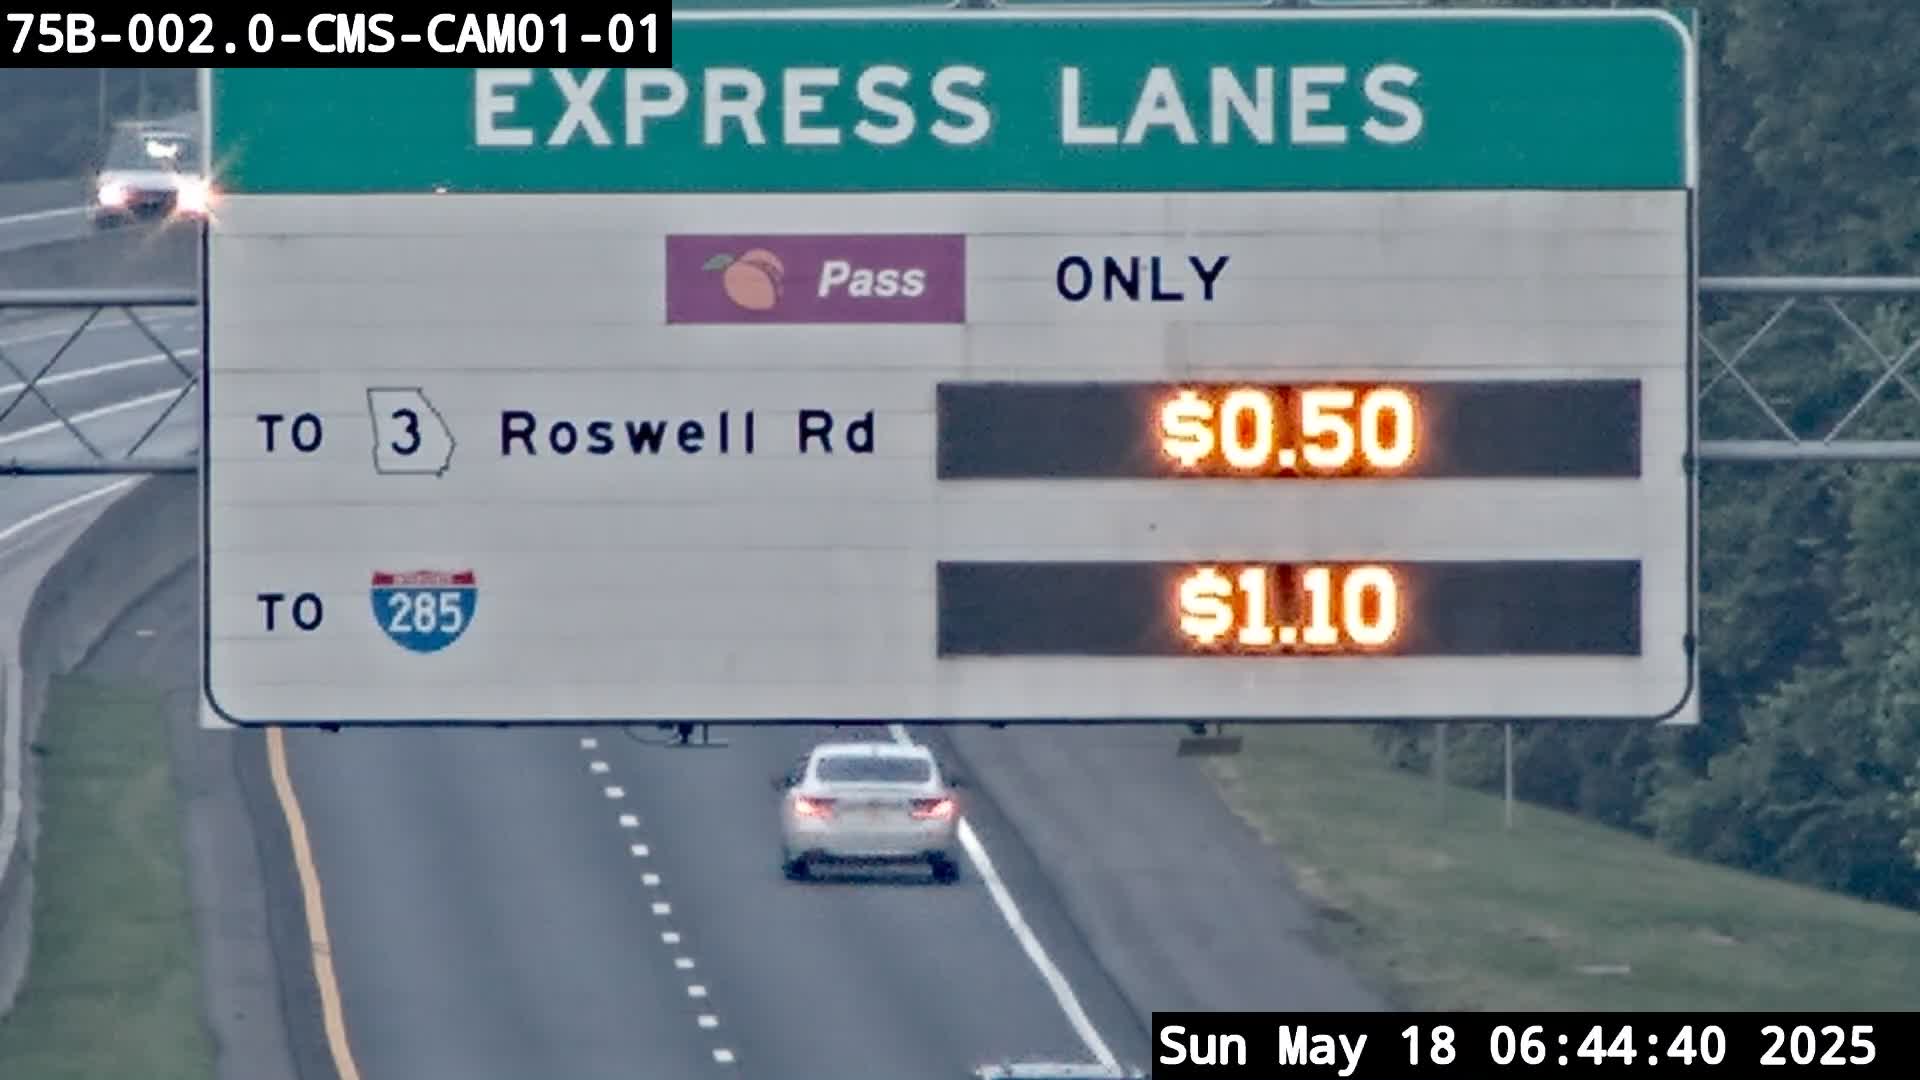 75B-002.0-CMS-CAM01-01
EXPRESS LANES
Pass ONLY
TO 3 Roswell Rd $0.50
TO 285 $1.10
Sun May 18 06:44:40 2025